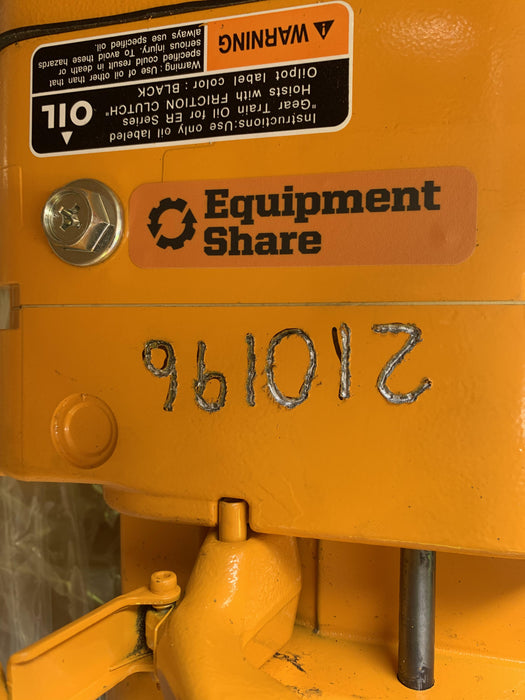 Instructions:Use only oil labeled
"Gear Train Oil for ER Series
Hoists with FRICTION CLUTCH"
Oilpot label color : BLACK
OIL
WARNING
Warning : Use of oil other than that
specified could result in death or
serious injury. To avoid these hazards
always use specified oil.
Equipment
Share
210196